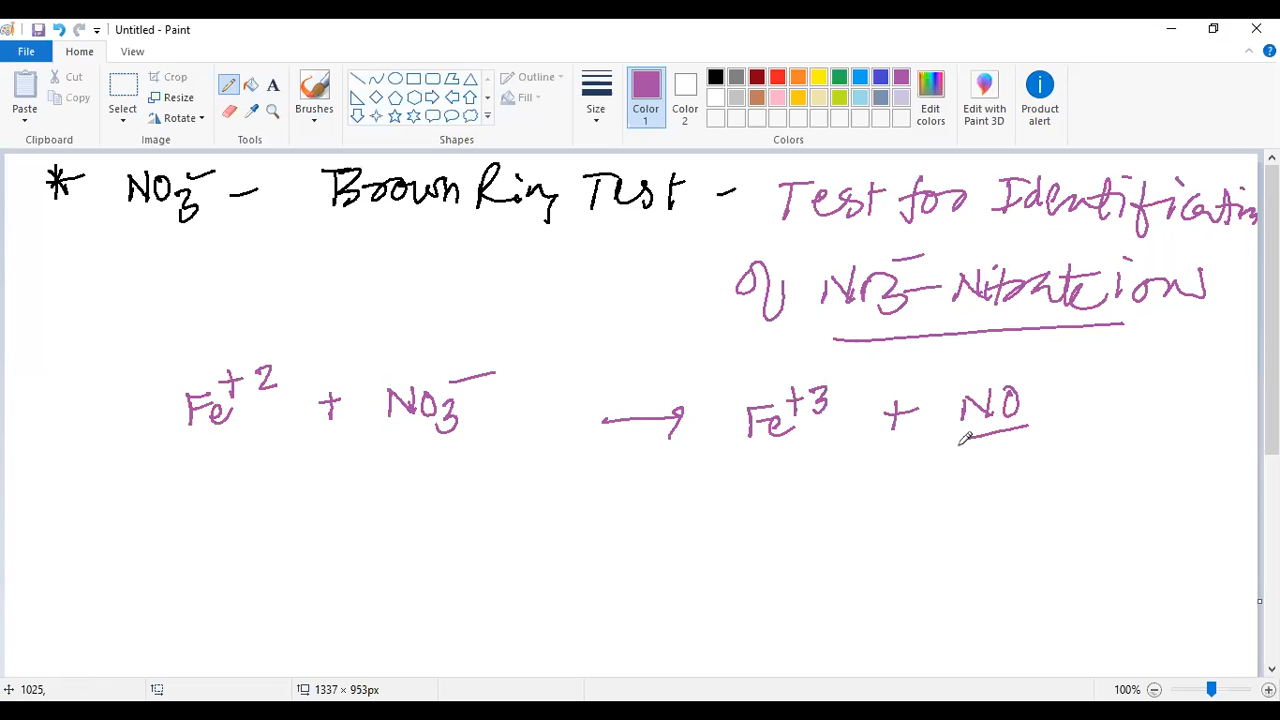 Untitled - Paint
File Home View
Paste Cut Copy Clipboard
Select Crop Resize Rotate Image
Tools
Brushes
Outline Fill Shapes
Size
Color 1 Color 2 Edit colors Colors
Edit with Paint 3D
Product alert
* NO3⁻ – Brown Ring Test – Test for Identification
of NO3⁻ – Nitrate ions
Fe+2 + NO3⁻ → Fe+3 + NO
1025, 1337 × 953px 100%